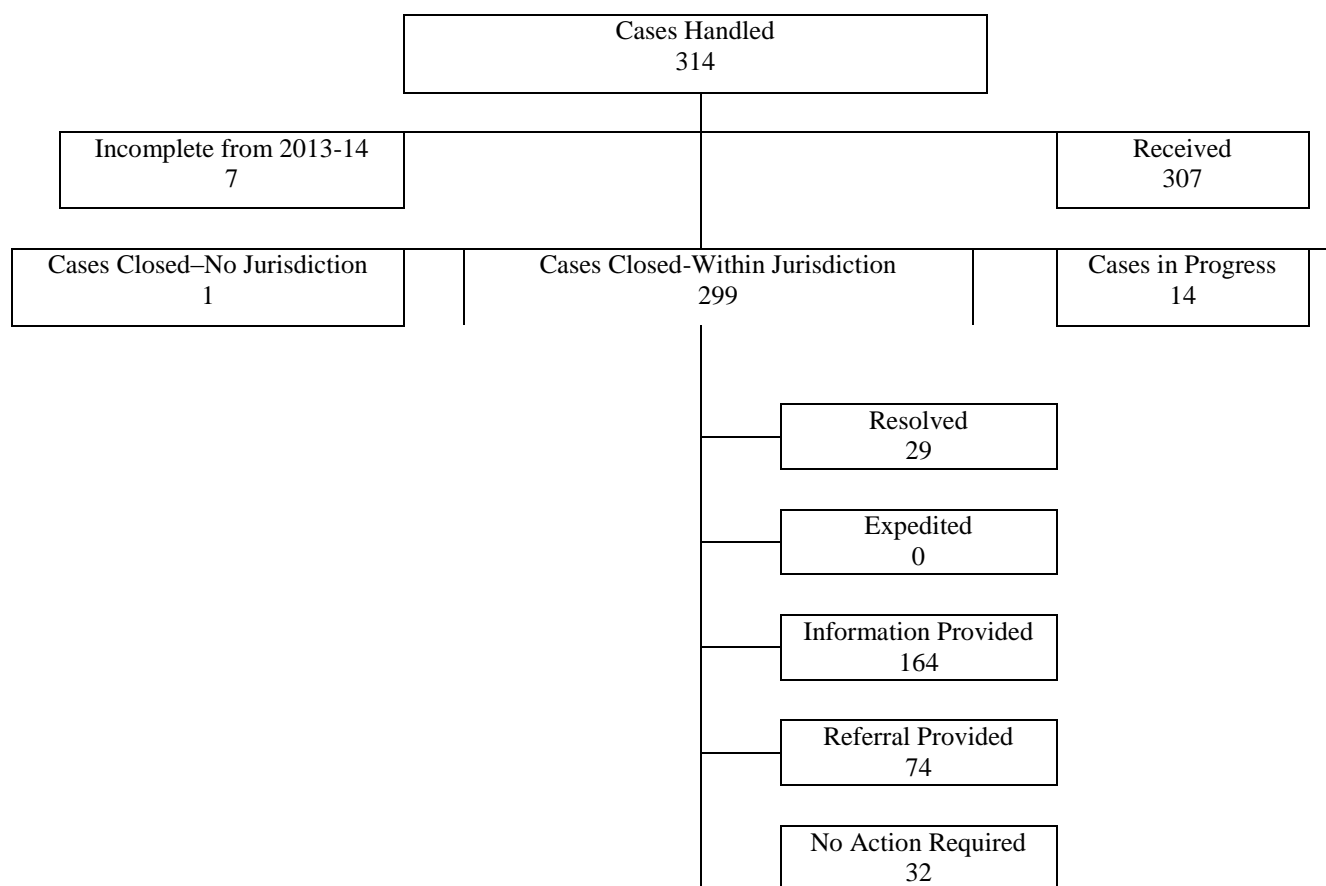 Cases Handled
314
Incomplete from 2013-14
7
Received
307
Cases Closed–No Jurisdiction
1
Cases Closed-Within Jurisdiction
299
Cases in Progress
14
Resolved
29
Expedited
0
Information Provided
164
Referral Provided
74
No Action Required
32